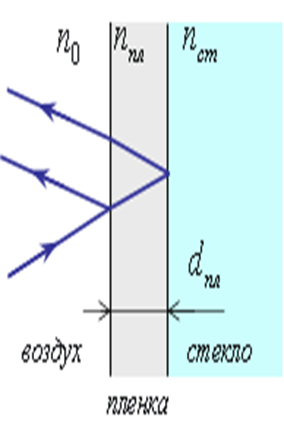 n₀ nпл nст
dпл
воздух стекло
пленка